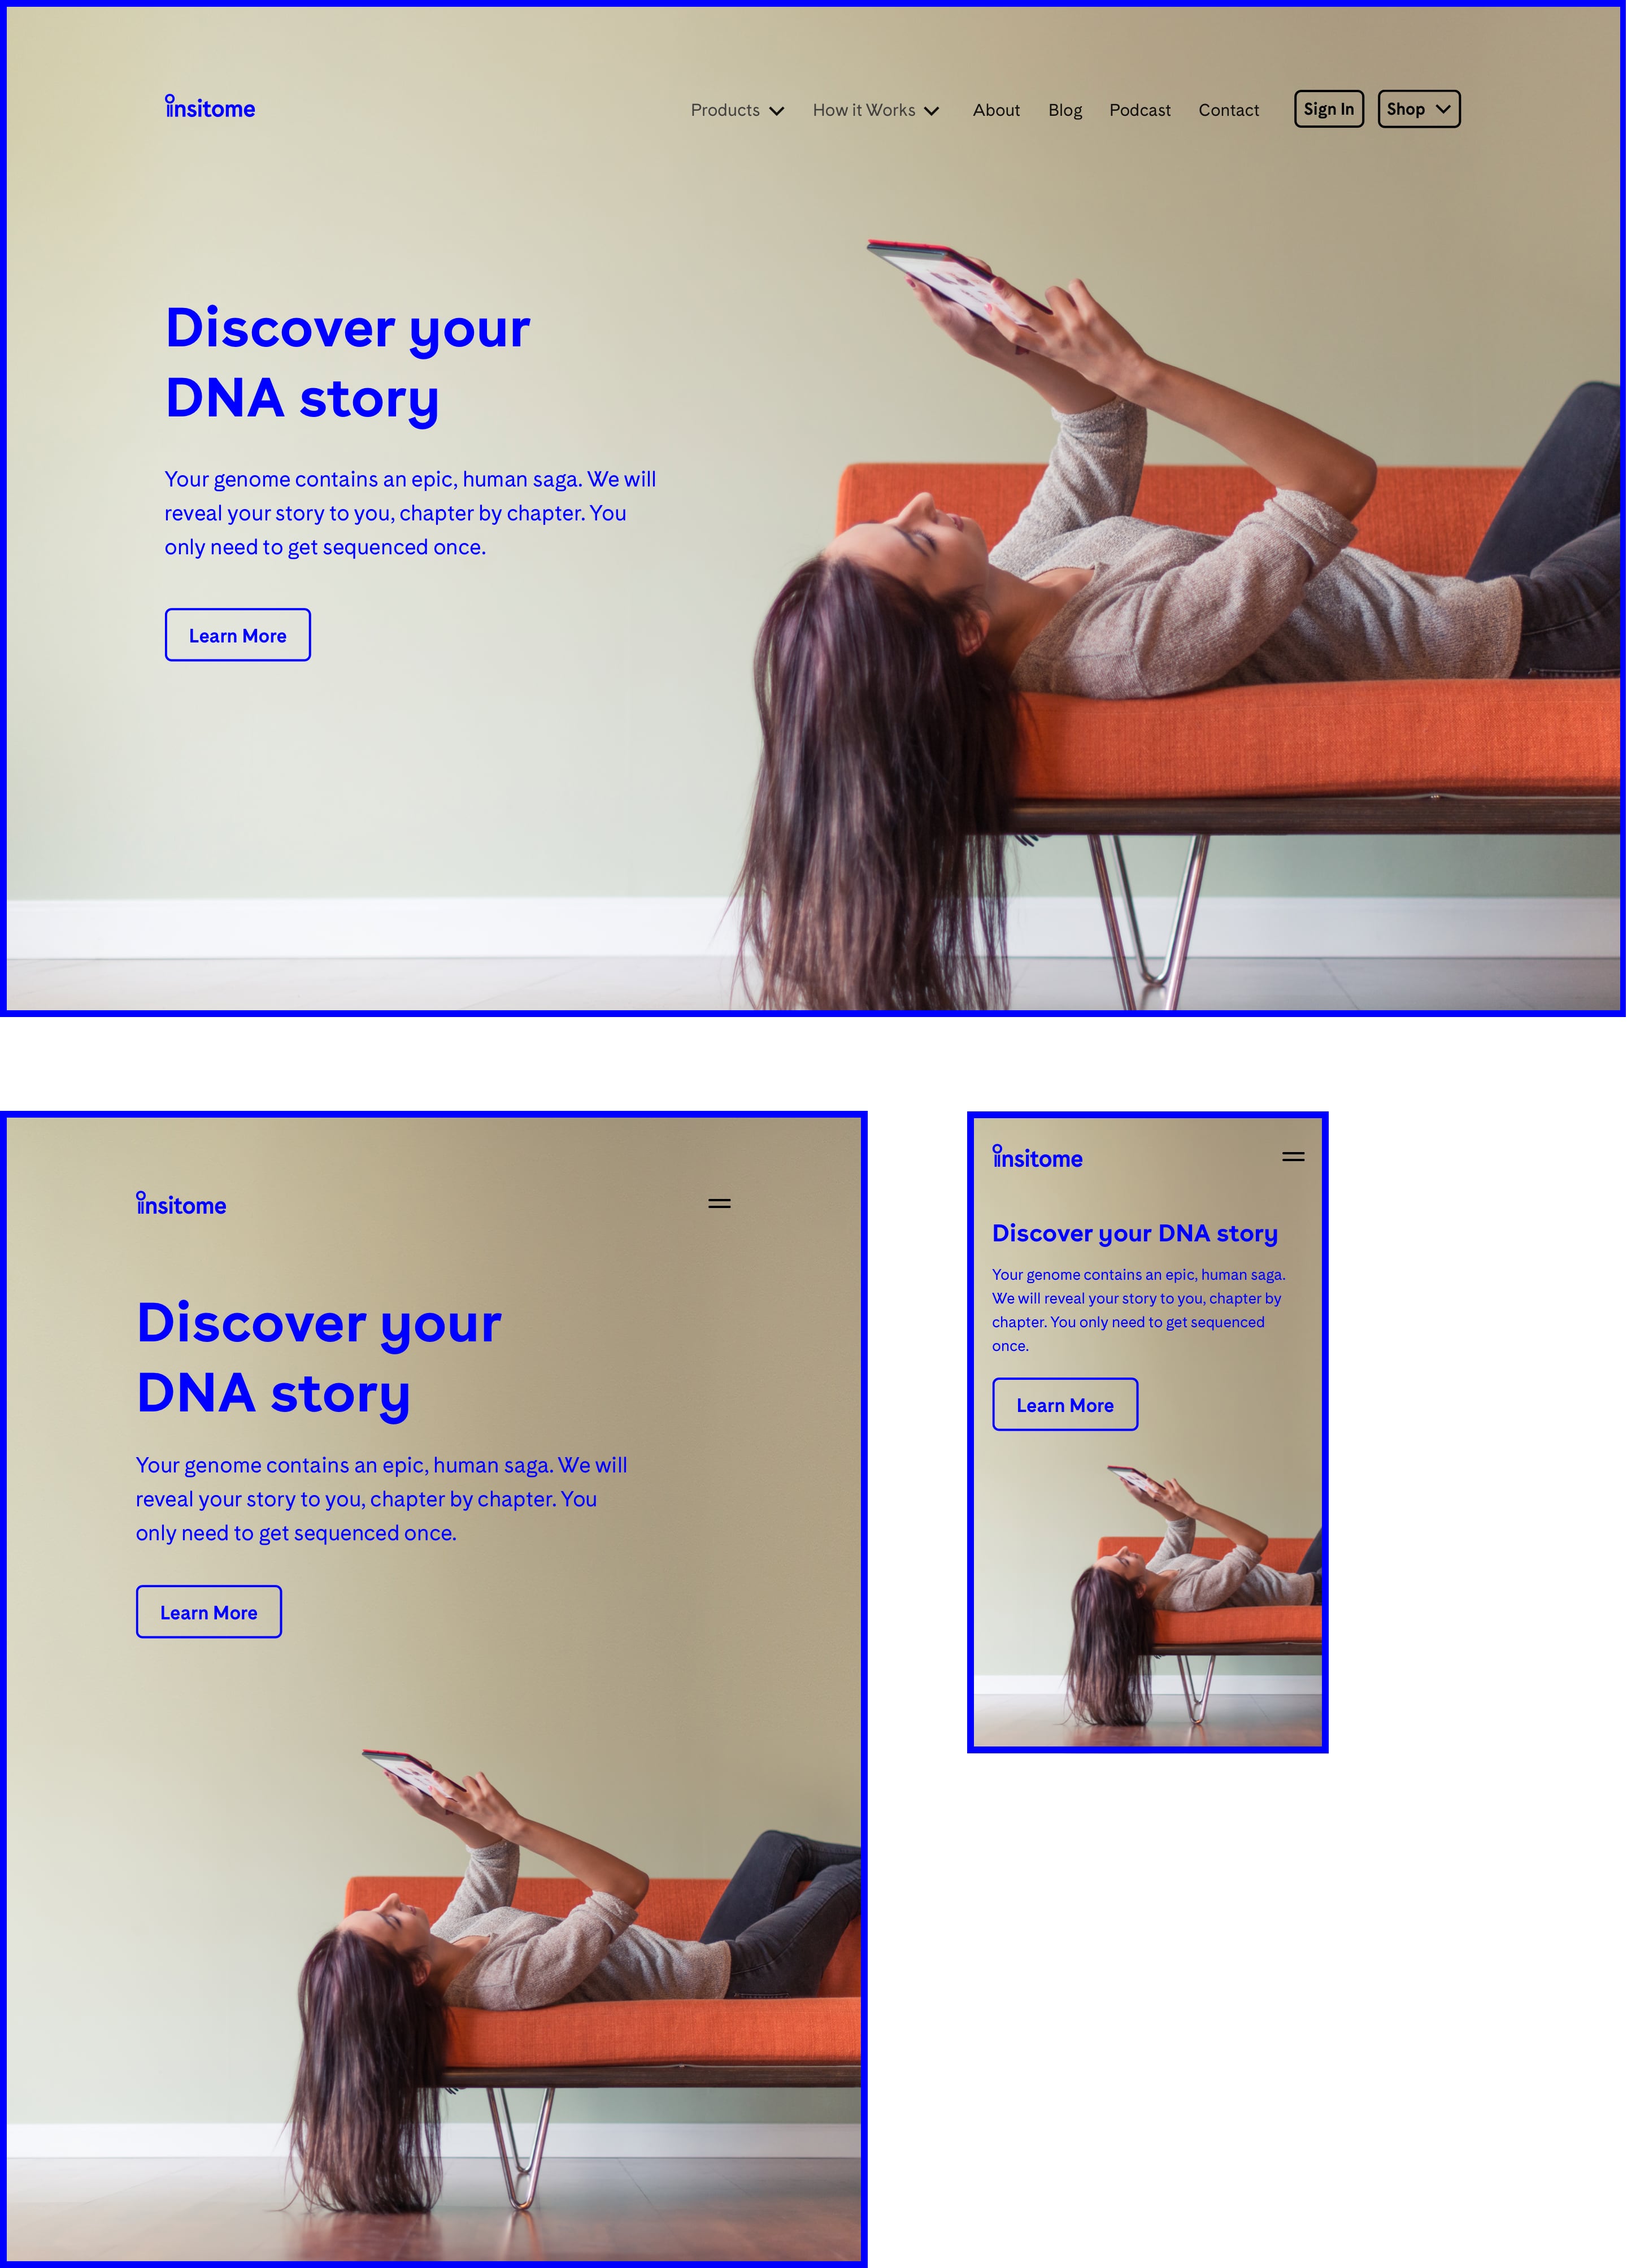 insitome
Products
How it Works
About
Blog
Podcast
Contact
Sign In
Shop
Discover your
DNA story
Your genome contains an epic, human saga. We will
reveal your story to you, chapter by chapter. You
only need to get sequenced once.
Learn More
insitome
Discover your
DNA story
Your genome contains an epic, human saga. We will
reveal your story to you, chapter by chapter. You
only need to get sequenced once.
Learn More
insitome
Discover your DNA story
Your genome contains an epic, human saga.
We will reveal your story to you, chapter by
chapter. You only need to get sequenced
once.
Learn More